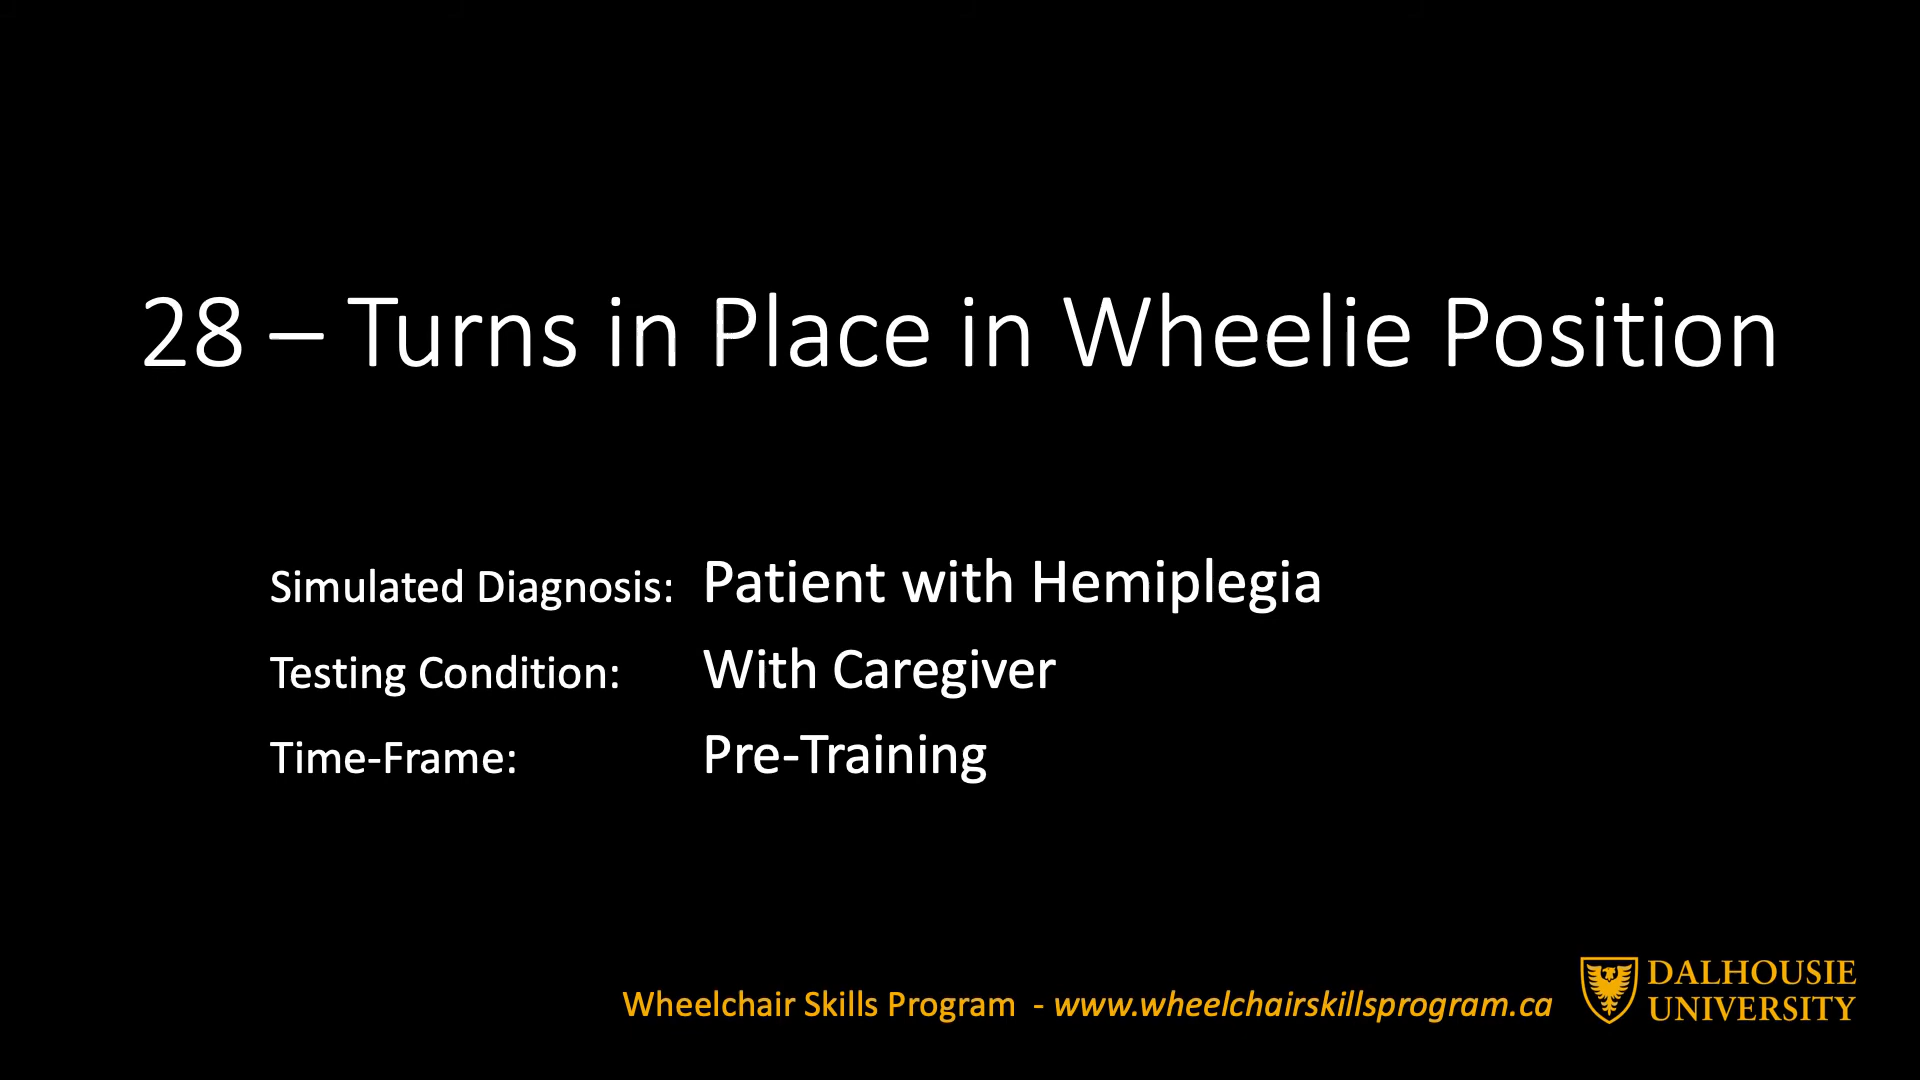 28 – Turns in Place in Wheelie Position
Simulated Diagnosis: Patient with Hemiplegia
Testing Condition: With Caregiver
Time-Frame: Pre-Training
Wheelchair Skills Program - www.wheelchairskillsprogram.ca
DALHOUSIE
UNIVERSITY